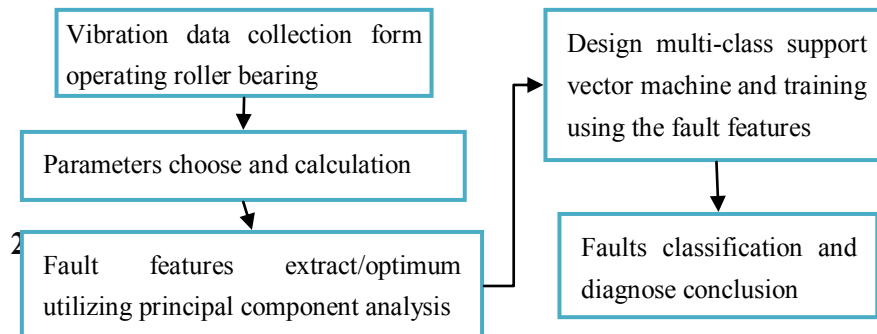 Vibration data collection form
operating roller bearing
Parameters choose and calculation
2
Fault features extract/optimum
utilizing principal component analysis
Design multi-class support
vector machine and training
using the fault features
Faults classification and
diagnose conclusion